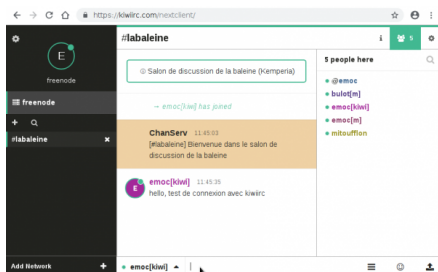 https://kiwiirc.com/nextclient/
E
freenode
freenode
#labaleine
Add Network
#labaleine
5
Salon de discussion de la baleine (Kemperia)
→ emoc[kiwi] has joined
ChanServ 11:45:03
[#labaleine] Bienvenue dans le salon de
discussion de la baleine
E
emoc[kiwi] 11:45:35
hello, test de connexion avec kiwiirc
emoc[kiwi]
5 people here
@emoc
bulot[m]
emoc[kiwi]
emoc[m]
mitoufflon